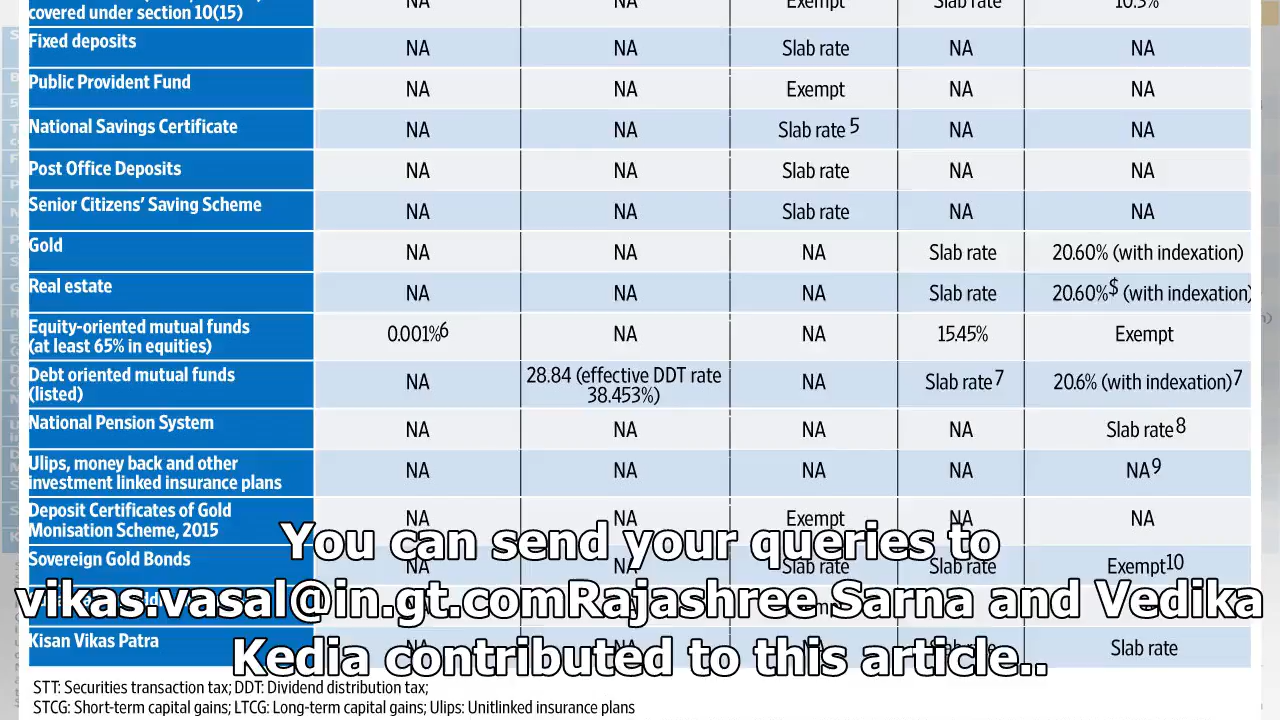 covered under section 10(15) NA NA Exempt Slab rate 10.3%
Fixed deposits NA NA Slab rate NA NA
Public Provident Fund NA NA Exempt NA NA
National Savings Certificate NA NA Slab rate 5 NA NA
Post Office Deposits NA NA Slab rate NA NA
Senior Citizens' Saving Scheme NA NA Slab rate NA NA
Gold NA NA NA Slab rate 20.60% (with indexation)
Real estate NA NA NA Slab rate 20.60%$ (with indexation)
Equity-oriented mutual funds
(at least 65% in equities) 0.001%6 NA NA 15.45% Exempt
Debt oriented mutual funds
(listed) NA 28.84 (effective DDT rate
38.453%) NA Slab rate 7 20.6% (with indexation)7
National Pension System NA NA NA NA Slab rate8
Ulips, money back and other
investment linked insurance plans NA NA NA NA NA9
Deposit Certificates of Gold
Monisation Scheme, 2015 NA NA Exempt NA NA
You can send your queries to
Sovereign Gold Bonds NA NA Slab rate Slab rate Exempt10
vikas.vasal@in.gt.comRajashree Sarna and Vedika
Kisan Vikas Patra Slab rate
Kedia contributed to this article..
STT: Securities transaction tax; DDT: Dividend distribution tax;
STCG: Short-term capital gains; LTCG: Long-term capital gains; Ulips: Unitlinked insurance plans